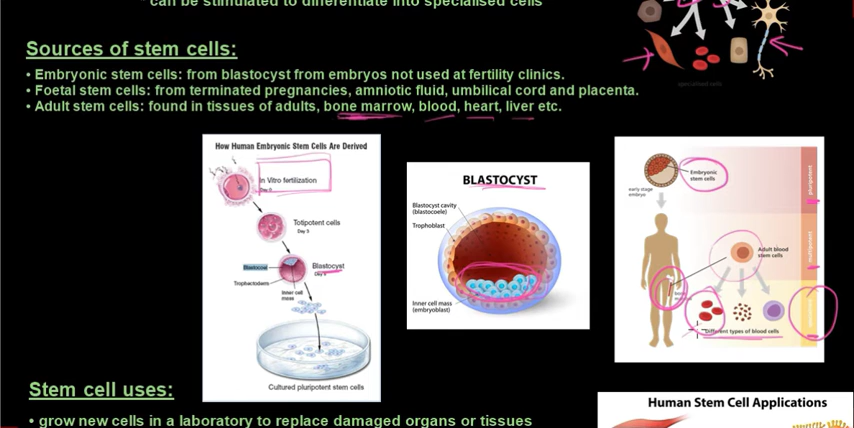 * can be stimulated to differentiate into specialised cells
specialised cells
Sources of stem cells:
• Embryonic stem cells: from blastocyst from embryos not used at fertility clinics.
• Foetal stem cells: from terminated pregnancies, amniotic fluid, umbilical cord and placenta.
• Adult stem cells: found in tissues of adults, bone marrow, blood, heart, liver etc.
How Human Embryonic Stem Cells Are Derived
In Vitro fertilization
Day 0
Totipotent cells
Day 3
Blastocoel
Blastocyst
Trophectoderm
Inner cell
mass
Cultured pluripotent stem cells
BLASTOCYST
Blastocyst cavity
(blastocoele)
Trophoblast
Inner cell mass
(embryoblast)
Embryonic
stem cells
early stage
embryo
pluripotent
Adult blood
stem cells
multipotent
Different types of blood cells
Stem cell uses:
• grow new cells in a laboratory to replace damaged organs or tissues
Human Stem Cell Applications